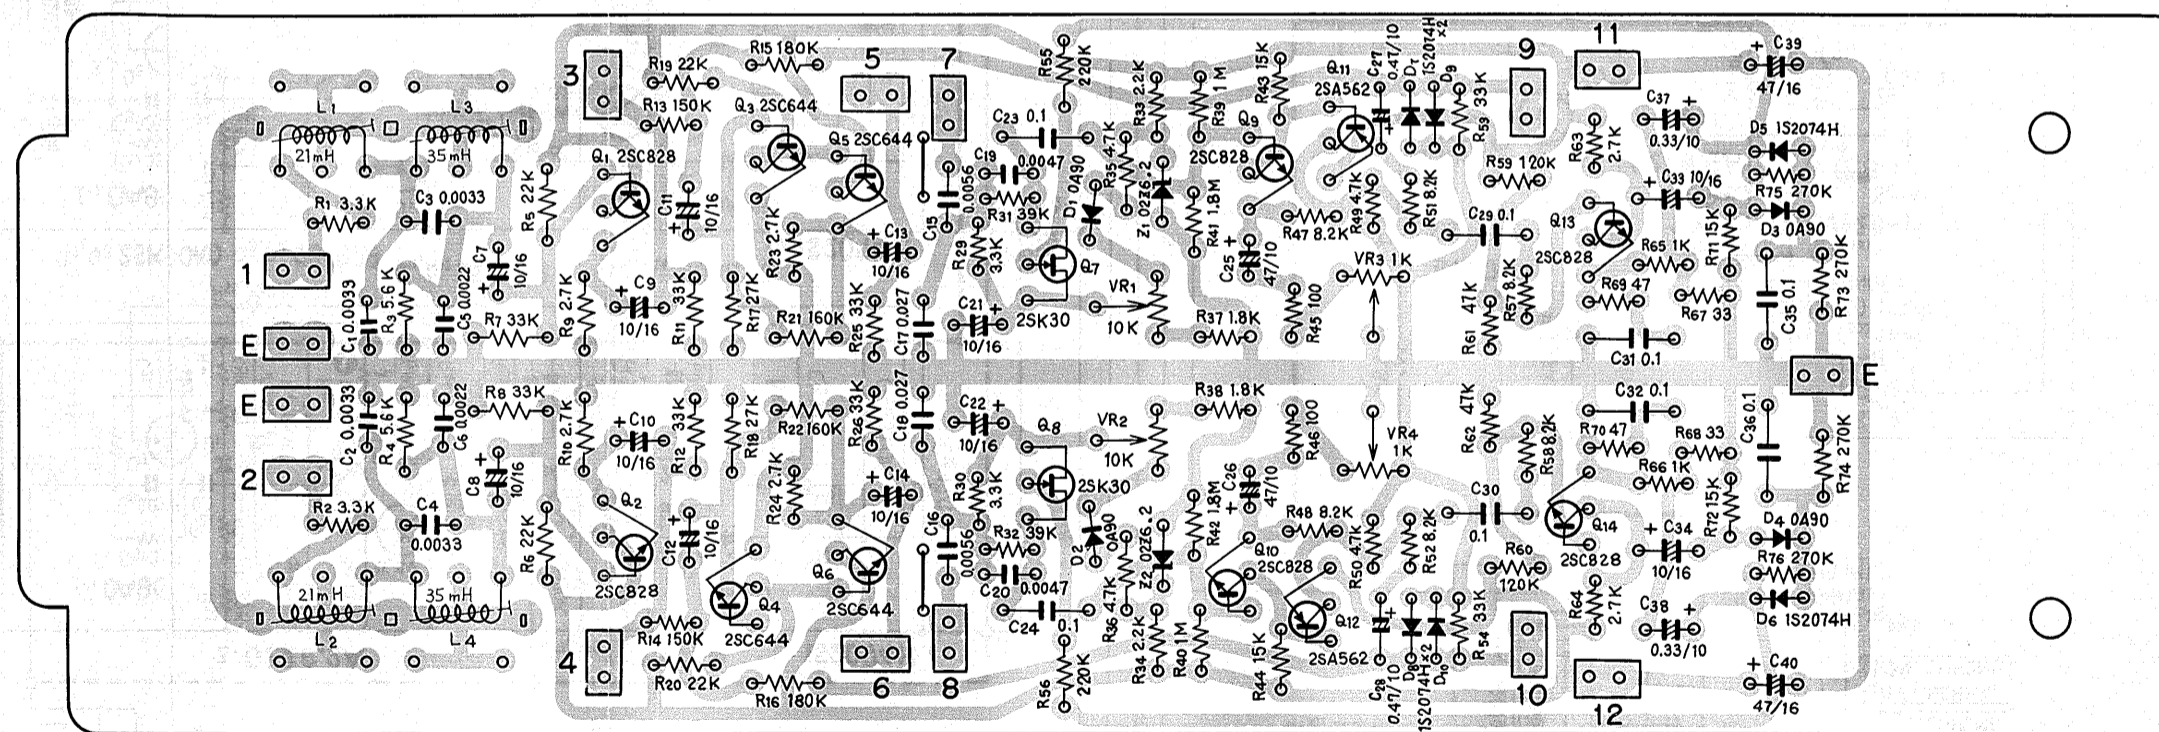 R15 180K
R19 22K
3
R13 150K
Q3 2SC644
5
7
R55
220K
C23 0.1
R33 2.2K
R39 1M
R43 15K
Q11
2SA562
C27
0.47/10
D7
1S2074H
×2
D9
9
11
C39
47/16
L1
L3
21mH
35mH
Q1 2SC828
Q5 2SC644
C19
0.0047
R35 4.7K
Q9
2SC828
R59 33K
R59 120K
R63
2.7K
C37
0.33/10
D5 1S2074H
R75 270K
R1 3.3K
C3 0.0033
R5 22K
C11
10/16
C15
0.0056
R31 39K
D1 0A90
Z1 02Z6.2
R41 1.8M
R47 8.2K
R49 4.7K
R51 8.2K
C29 0.1
Q13
2SC828
C33 10/16
D3 0A90
C7
10/16
R23 2.7K
C13
10/16
R29
3.3K
Q7
2SK30
C25
47/10
VR3 1K
R65 1K
R71 15K
1
C1 0.0039
R3 5.6K
C5 0.0022
R7 33K
R9 2.7K
C9
10/16
R11 33K
R17 27K
R21 160K
R25 33K
C17 0.027
C21
10/16
VR1
10K
R37 1.8K
R45 100
R61 47K
R57 8.2K
R69 47
R67 33
C31 0.1
C35 0.1
R73 270K
E
E
E
C2 0.0033
R4 5.6K
C6 0.0022
R8 33K
R10 2.7K
C10
10/16
R12 33K
R18 27K
R22 160K
R26 33K
C18 0.027
C22
10/16
Q8
2SK30
VR2
10K
R38 1.8K
R46 100
VR4
1K
R62 47K
R58 8.2K
C32 0.1
R70 47
R68 33
R66 1K
C36 0.1
R74 270K
2
R2 3.3K
C4
0.0033
C8
10/16
R6 22K
Q2
2SC828
C12
10/16
R24 2.7K
C14
10/16
R30
3.3K
C16
0.0056
R32 39K
D2
0A90
Z2 02Z6.2
R42 1.8M
C26
47/10
R48 8.2K
R50 4.7K
R52 8.2K
C30
0.1
Q14
2SC828
R72 15K
C34
10/16
D4 0A90
R76 270K
21mH
35mH
L2
L4
Q4
2SC644
Q6
2SC644
C20
0.0047
C24
0.1
R36 4.7K
Q10
2SC828
Q12
2SA562
R60
120K
R64
2.7K
C38
0.33/10
D6 1S2074H
R14 150K
4
R20 22K
R16 180K
6
8
R56
220K
R34 2.2K
R40 1M
R44 15K
C28
0.47/10
D8
1S2074H×2
D10
R54 33K
10
12
C40
47/16